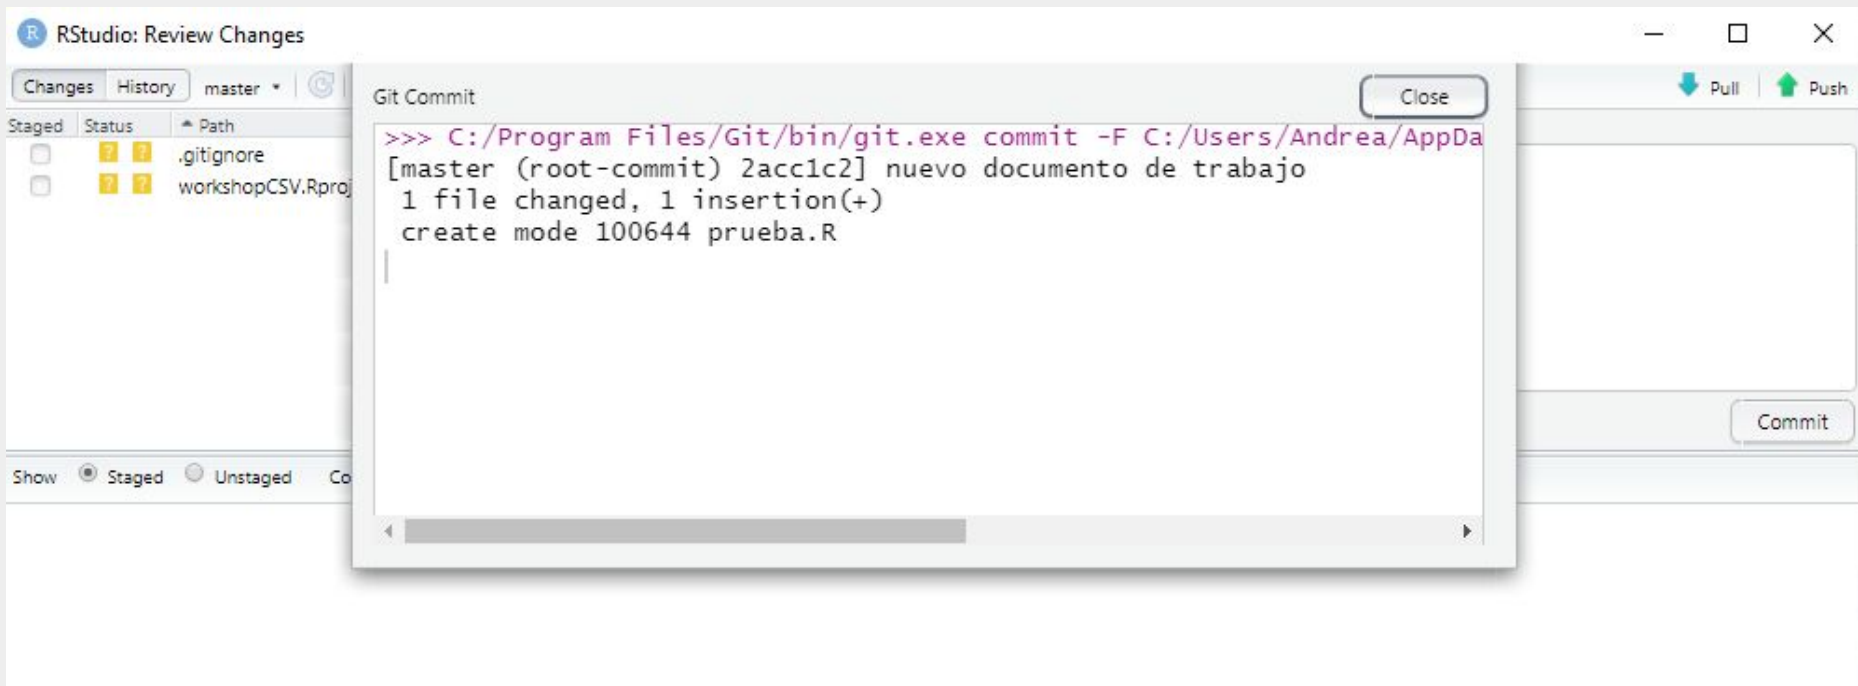 R RStudio: Review Changes
Changes History master Pull Push
Git Commit Close
Staged Status Path
>>> C:/Program Files/Git/bin/git.exe commit -F C:/Users/Andrea/AppDa
[master (root-commit) 2acc1c2] nuevo documento de trabajo
1 file changed, 1 insertion(+)
create mode 100644 prueba.R
? ? .gitignore
? ? workshopCSV.Rproj
Commit
Show Staged Unstaged Co